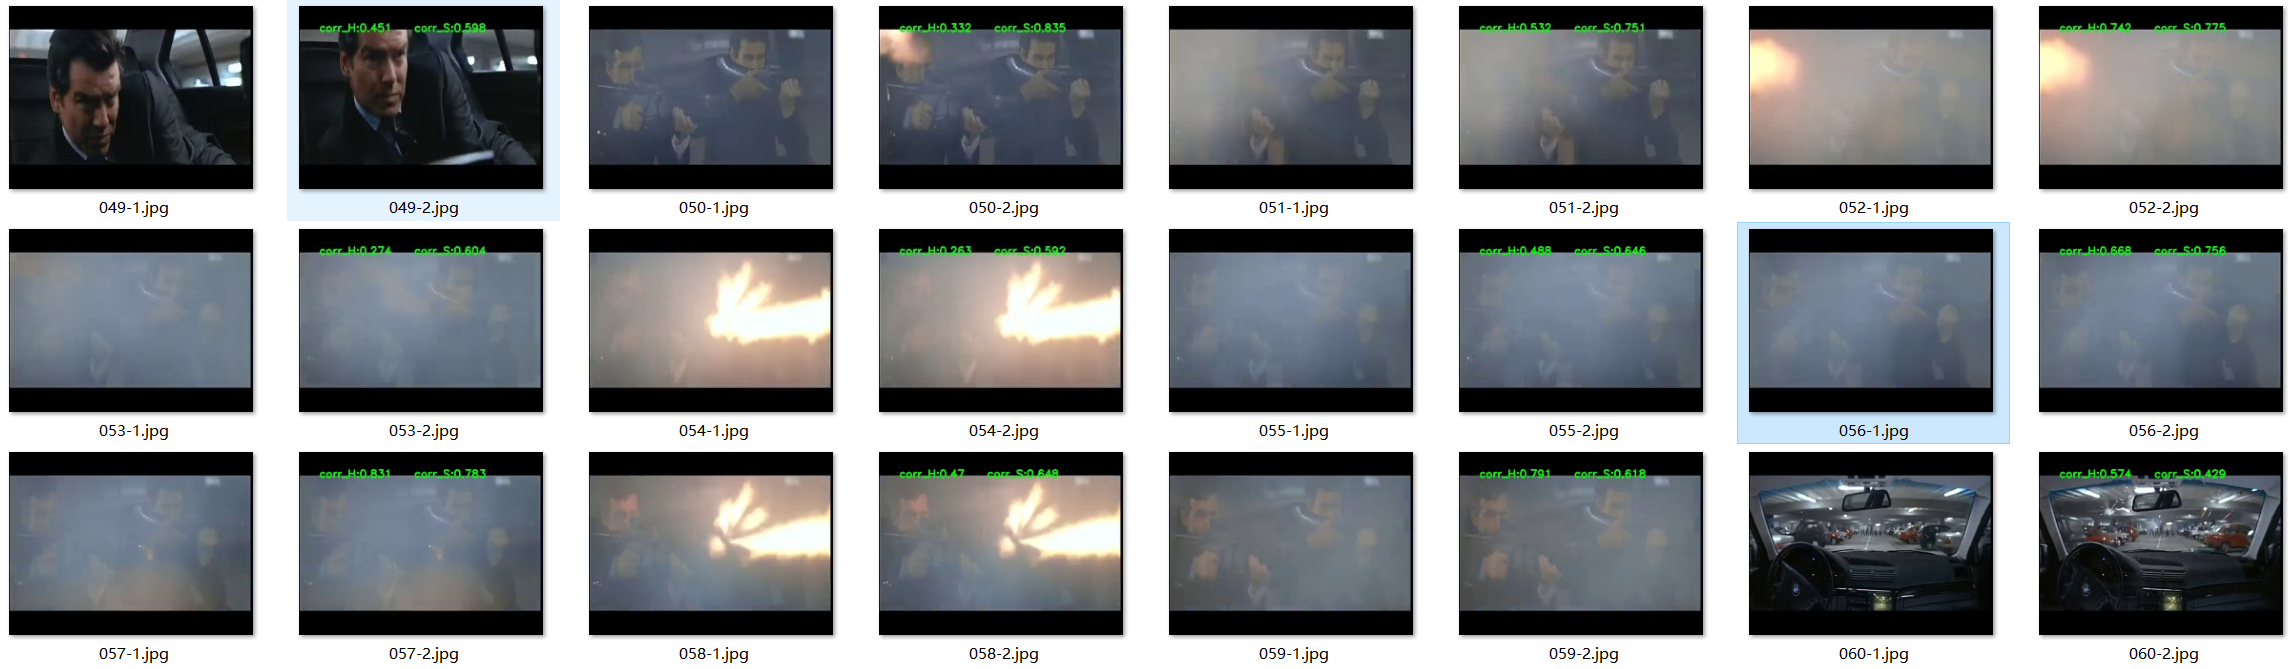 corr_H:0.451 corr_S:0.598
corr_H:0.332 corr_S:0.835
corr_H:0.532 corr_S:0.751
corr_H:0.742 corr_S:0.775
049-1.jpg
049-2.jpg
050-1.jpg
050-2.jpg
051-1.jpg
051-2.jpg
052-1.jpg
052-2.jpg
corr_H:0.274 corr_S:0.604
corr_H:0.263 corr_S:0.592
corr_H:0.488 corr_S:0.646
corr_H:0.668 corr_S:0.756
053-1.jpg
053-2.jpg
054-1.jpg
054-2.jpg
055-1.jpg
055-2.jpg
056-1.jpg
056-2.jpg
corr_H:0.831 corr_S:0.783
corr_H:0.47 corr_S:0.648
corr_H:0.791 corr_S:0.618
corr_H:0.574 corr_S:0.429
057-1.jpg
057-2.jpg
058-1.jpg
058-2.jpg
059-1.jpg
059-2.jpg
060-1.jpg
060-2.jpg